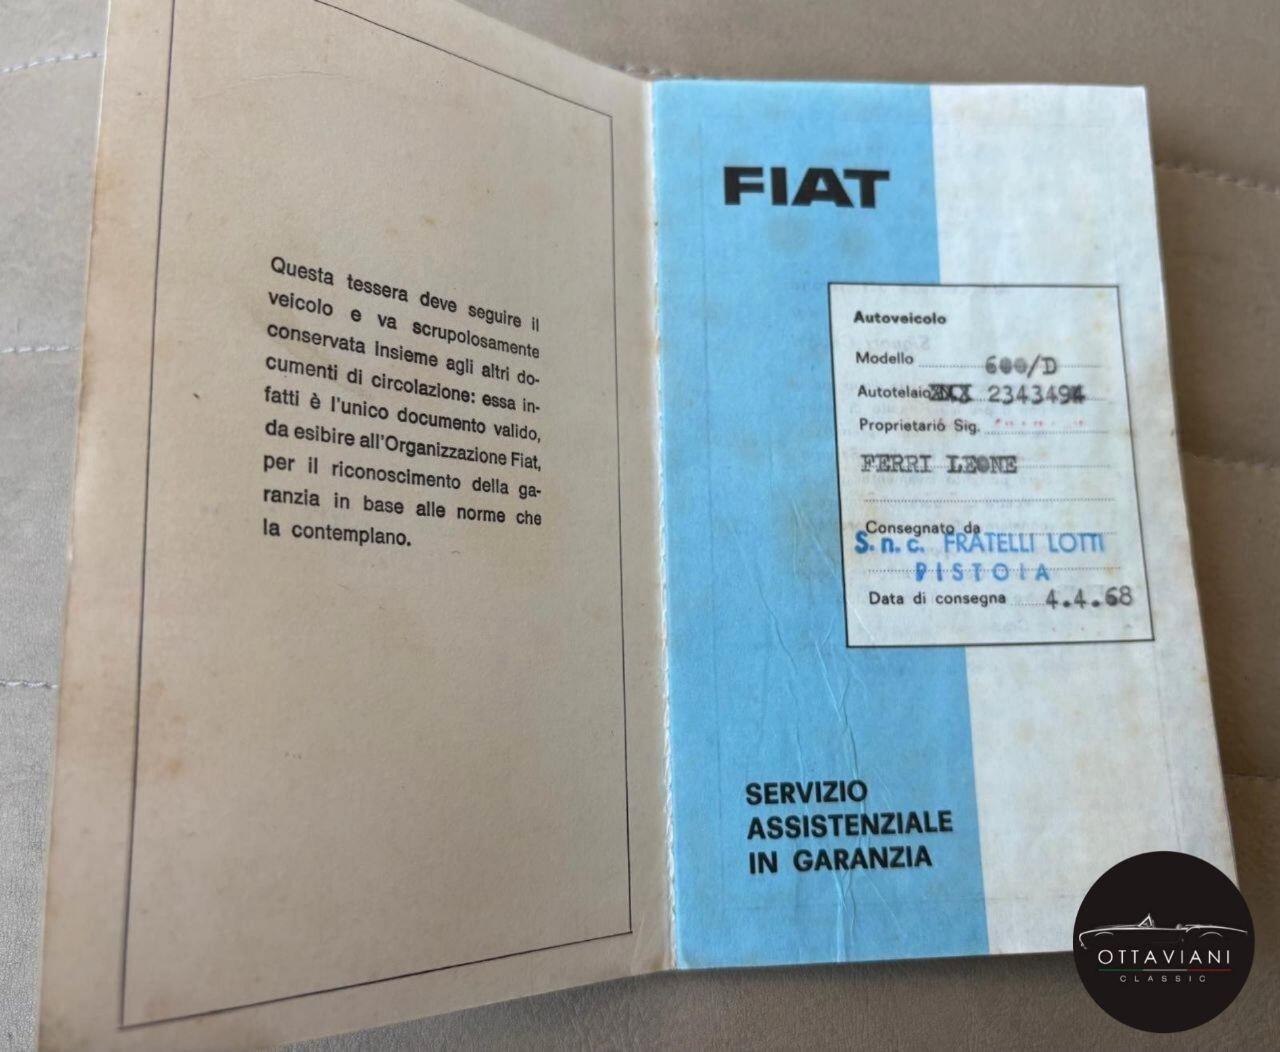 Questa tessera deve seguire il
veicolo e va scrupolosamente
conservata insieme agli altri do-
cumenti di circolazione: essa in-
fatti è l'unico documento valido,
da esibire all'Organizzazione Fiat,
per il riconoscimento della ga-
ranzia in base alle norme che
la contemplano.
FIAT
Autoveicolo
Modello 600/D
Autotelaio 2343494
Proprietario Sig.
FERRI LEONE
Consegnato da
S.n.c. FRATELLI LOTTI
PISTOIA
Data di consegna 4.4.68
SERVIZIO
ASSISTENZIALE
IN GARANZIA
OTTAVIANI
CLASSIC